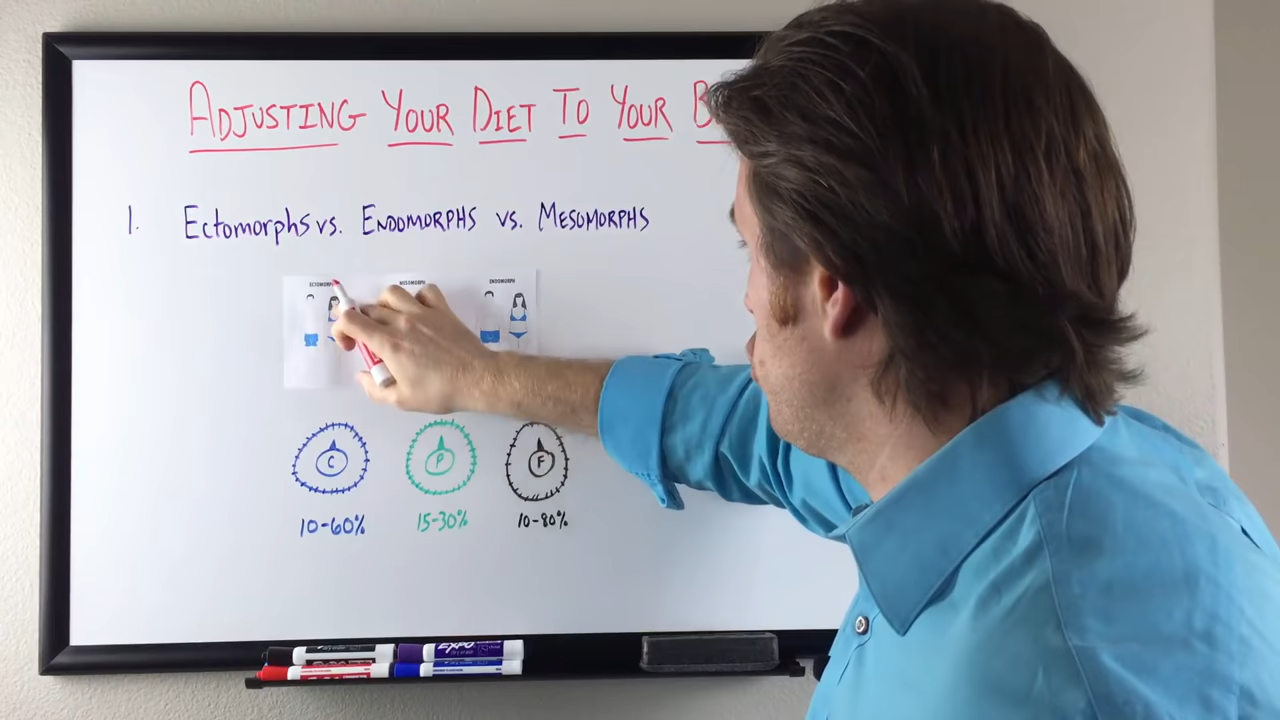 ADJUSTING YOUR DIET TO YOUR
1. Ectomorphs vs. ENDOMORPHS vs. MESOMORPHS
ECTOMORPH MESOMORPH ENDOMORPH
C P F
10-60% 15-30% 10-80%
EXPO